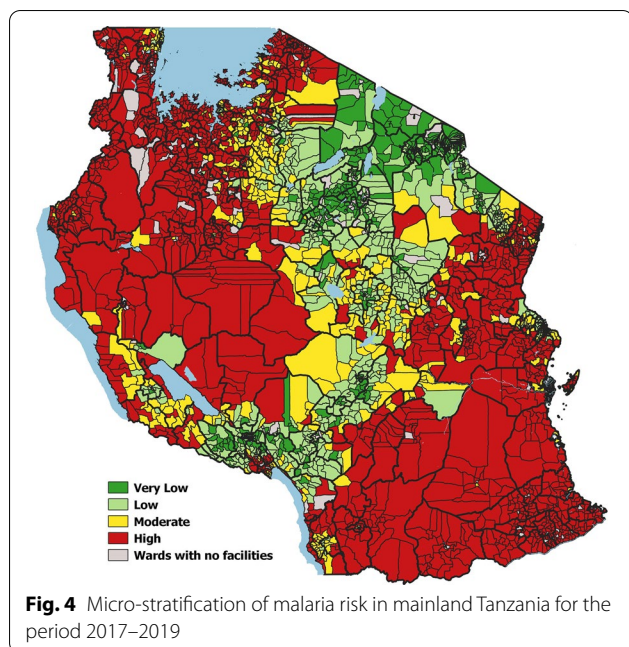 Very Low
Low
Moderate
High
Wards with no facilities
Fig. 4 Micro-stratification of malaria risk in mainland Tanzania for the
period 2017–2019